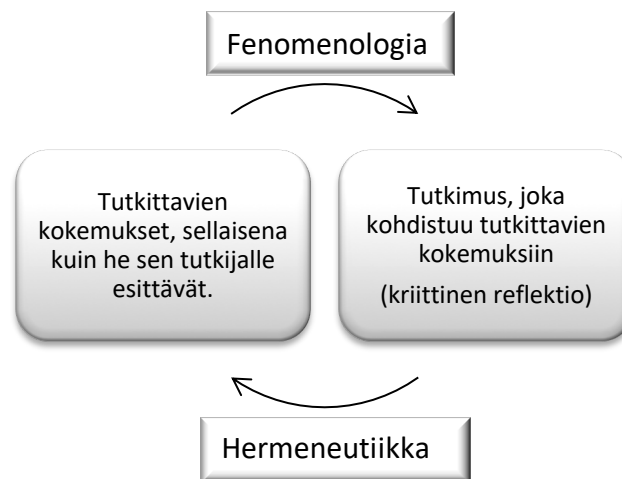 Fenomenologia
Tutkittavien
kokemukset, sellaisena
kuin he sen tutkijalle
esittävät.
Tutkimus, joka
kohdistuu tutkittavien
kokemuksiin
(kriittinen reflektio)
Hermeneutiikka